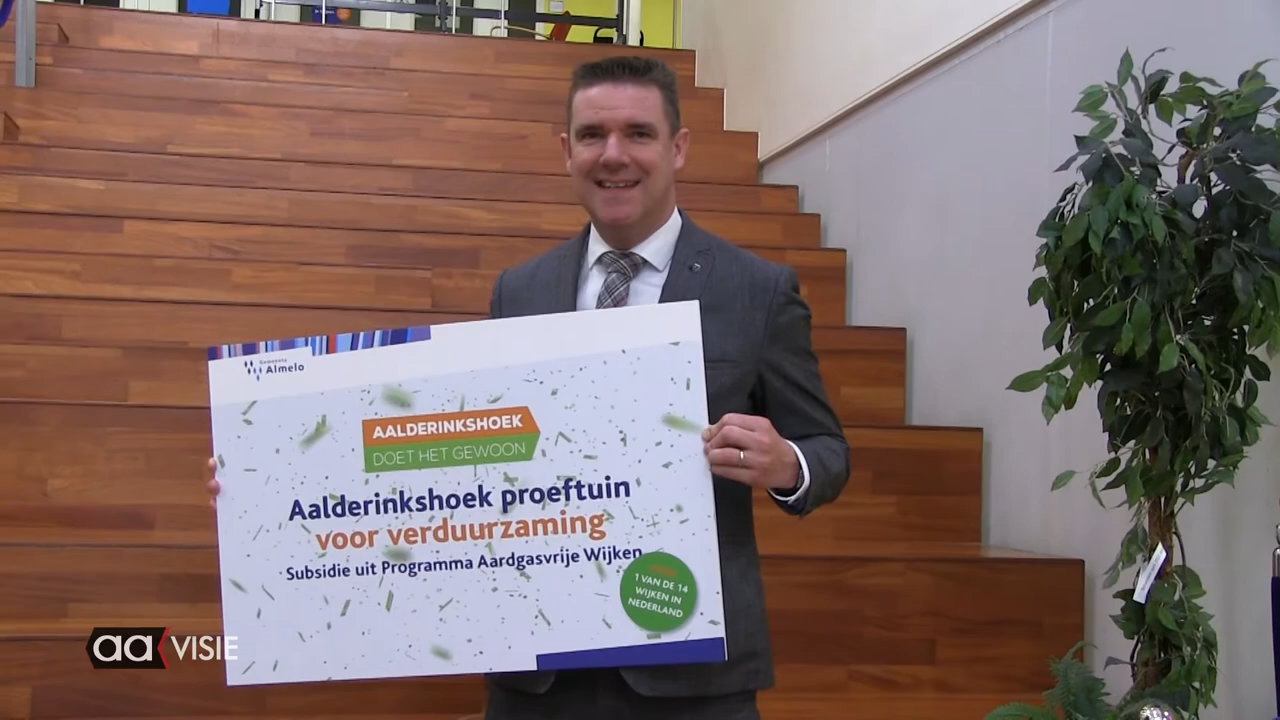 Gemeente
Almelo
AALDERINKSHOEK
DOET HET GEWOON
Aalderinkshoek proeftuin
voor verduurzaming
Subsidie uit Programma Aardgasvrije Wijken
1 VAN DE 14
WIJKEN IN
NEDERLAND
aa VISIE